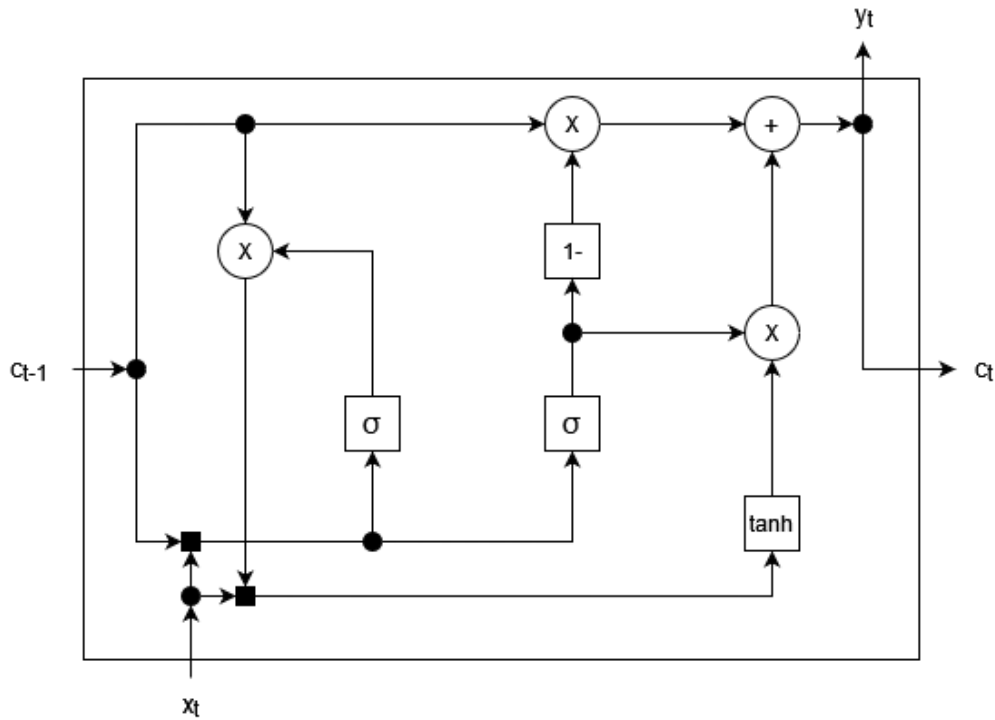 yt
X
+
X
1-
X
ct-1
ct
σ
σ
tanh
xt